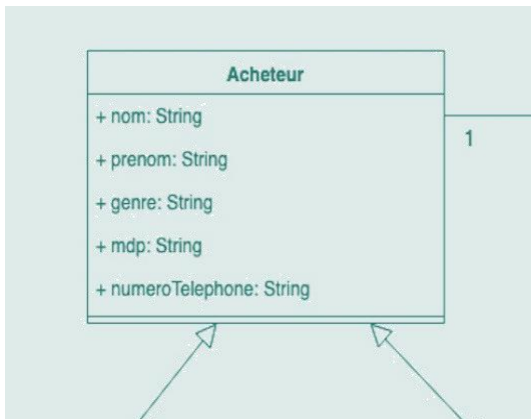 Acheteur
+ nom: String
1
+ prenom: String
+ genre: String
+ mdp: String
+ numeroTelephone: String